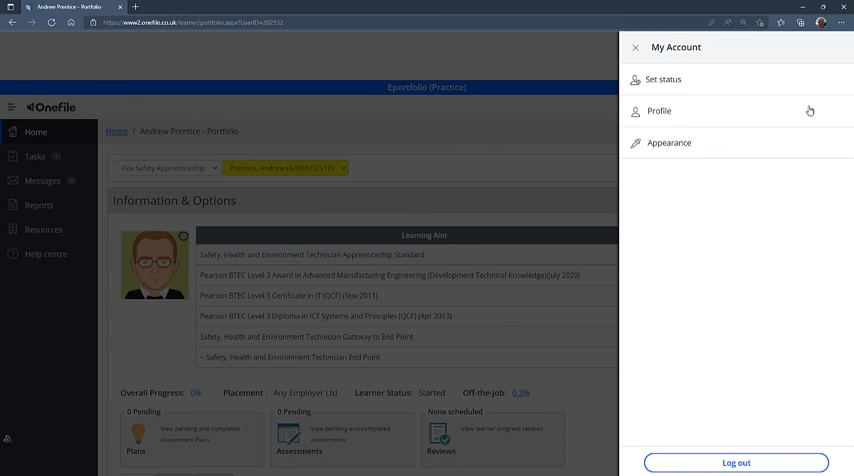 Andrew Prentice - Portfolio
https://www2.onefile.co.uk/learner/portfolio.aspx?UserID=202532
Eportfolio (Practice)
Onefile
Home
Tasks
Messages
Reports
Resources
Help centre
Home / Andrew Prentice - Portfolio
Fire Safety Apprenticeship
Prentice, Andrew (APRENTICE10)
Information & Options
Learning Aim
Safety, Health and Environment Technician Apprenticeship Standard
Pearson BTEC Level 3 Award in Advanced Manufacturing Engineering (Development Technical Knowledge)(July 2020)
Pearson BTEC Level 3 Certificate in IT (QCF) (Nov 2011)
Pearson BTEC Level 3 Diploma in ICT Systems and Principles (QCF) (Apr 2013)
Safety, Health and Environment Technician Gateway to End Point
~ Safety, Health and Environment Technician End Point
Overall Progress: 0% Placement: Any Employer Ltd Learner Status: Started Off-the-job: 0.3%
0 Pending
View pending and completed
Assessment Plans
Plans
0 Pending
View pending and completed
assessments
Assessments
None scheduled
View learner progress reviews
Reviews
My Account
Set status
Profile
Appearance
Log out